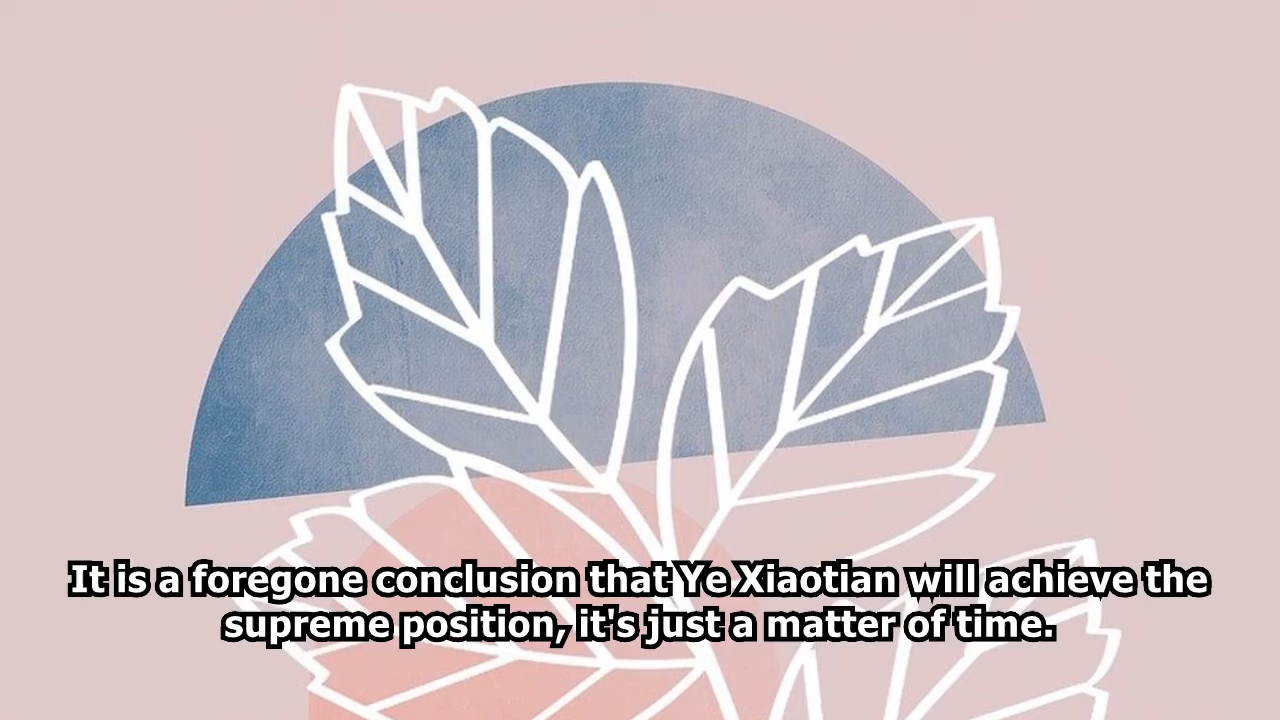 It is a foregone conclusion that Ye Xiaotian will achieve the
supreme position, it's just a matter of time.